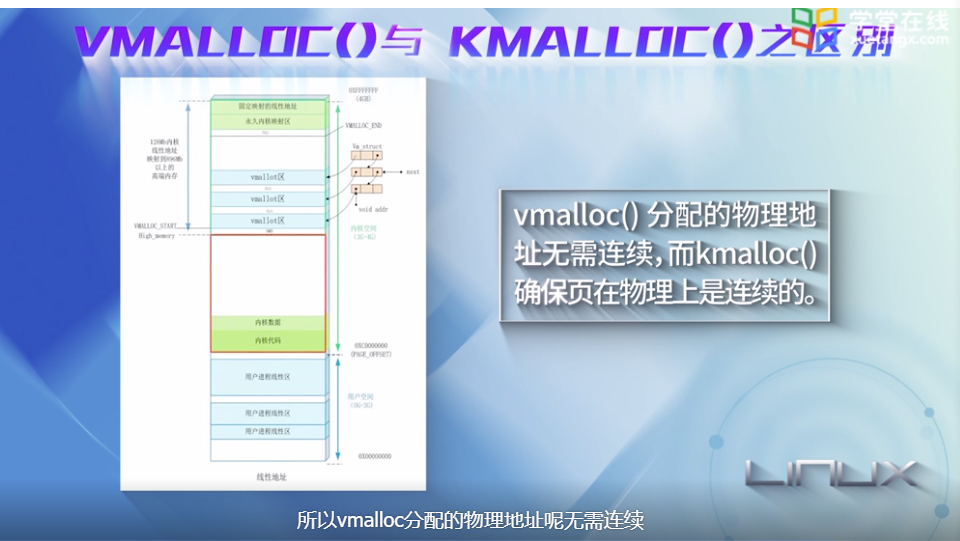 VMALLOC()与 KMALLOC()之区别
学堂在线
xuetangx.com
0XFFFFFFFF
(4GB)
固定映射的线性地址
永久内核映射区
VMALLOC_END
128Mb内核
线性地址
映射到896Mb
以上的
高端内存
Vm_struct
next
vmallot区
vmallot区
void addr
vmallot区
VMALLOC_START
High_memory
内核空间
(3G-4G)
vmalloc() 分配的物理地
址无需连续，而kmalloc()
确保页在物理上是连续的。
内核数据
内核代码
0XC0000000
(PAGE_OFFSET)
用户进程线性区
用户空间
(0G-3G)
用户进程线性区
用户进程线性区
0X00000000
线性地址
LINUX
所以vmalloc分配的物理地址呢无需连续